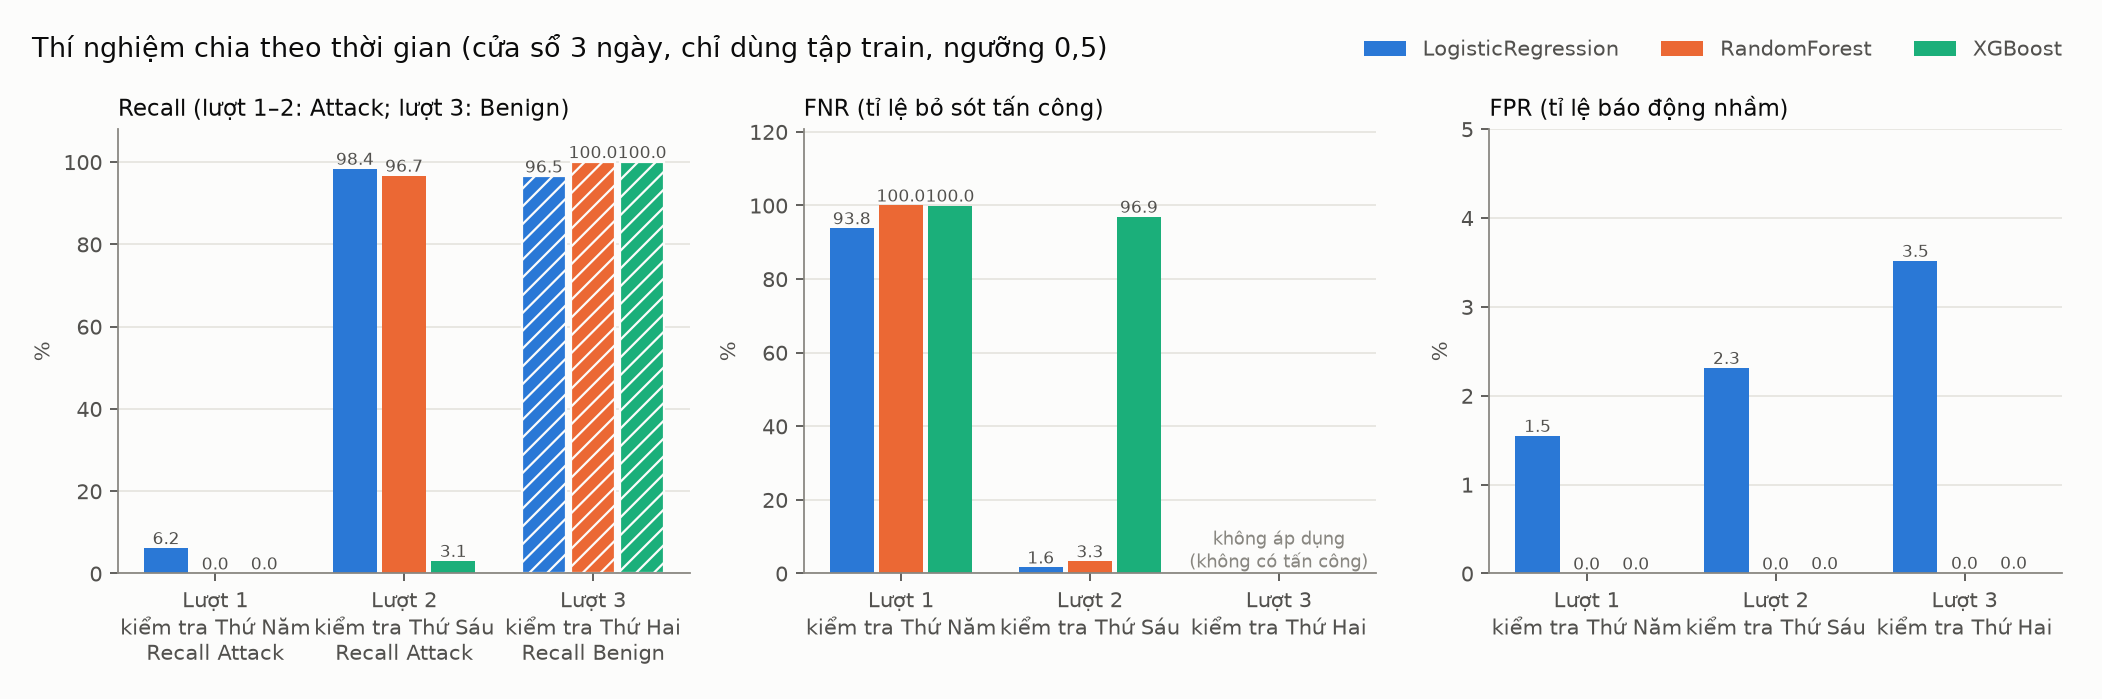 Thí nghiệm chia theo thời gian (cửa sổ 3 ngày, chỉ dùng tập train, ngưỡng 0,5)
LogisticRegression RandomForest XGBoost
Recall (lượt 1–2: Attack; lượt 3: Benign)
%
100
80
60
40
20
0
6.2 0.0 0.0
98.4 96.7 3.1
96.5 100.0 100.0
Lượt 1 Lượt 2 Lượt 3
kiểm tra Thứ Năm kiểm tra Thứ Sáu kiểm tra Thứ Hai
Recall Attack Recall Attack Recall Benign
FNR (tỉ lệ bỏ sót tấn công)
%
120
100
80
60
40
20
0
93.8 100.0 100.0
1.6 3.3 96.9
không áp dụng
(không có tấn công)
Lượt 1 Lượt 2 Lượt 3
kiểm tra Thứ Năm kiểm tra Thứ Sáu kiểm tra Thứ Hai
FPR (tỉ lệ báo động nhầm)
%
5
4
3
2
1
0
1.5 0.0 0.0
2.3 0.0 0.0
3.5 0.0 0.0
Lượt 1 Lượt 2 Lượt 3
kiểm tra Thứ Năm kiểm tra Thứ Sáu kiểm tra Thứ Hai